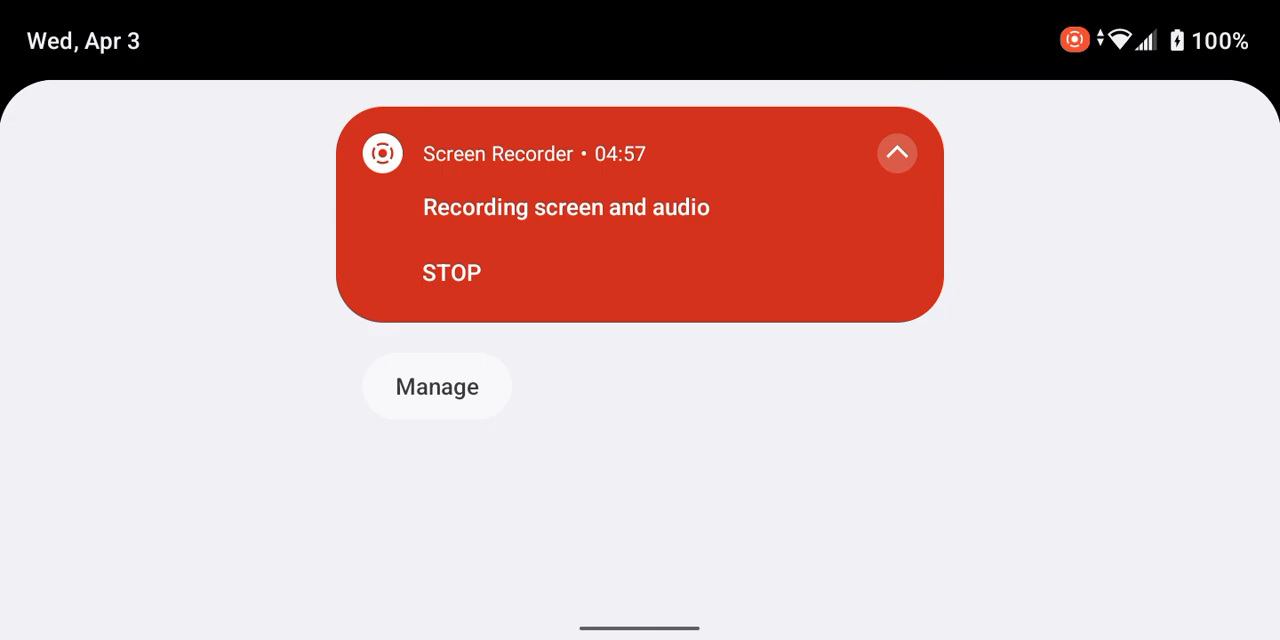 Wed, Apr 3
100%
Screen Recorder • 04:57
Recording screen and audio
STOP
Manage